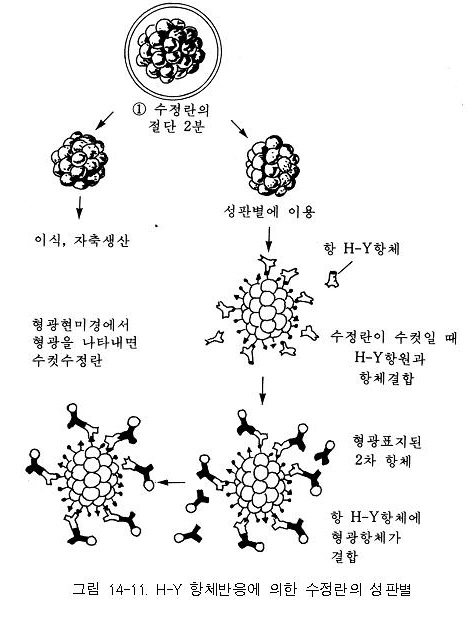 ① 수정란의
절단 2분
이식, 자축생산
성판별에 이용
항 H-Y항체
수정란이 수컷일 때
H-Y항원과
항체결합
형광현미경에서
형광을 나타내면
수컷수정란
형광표지된
2차 항체
항 H-Y항체에
형광항체가
결합
그림 14-11. H-Y 항체반응에 의한 수정란의 성판별